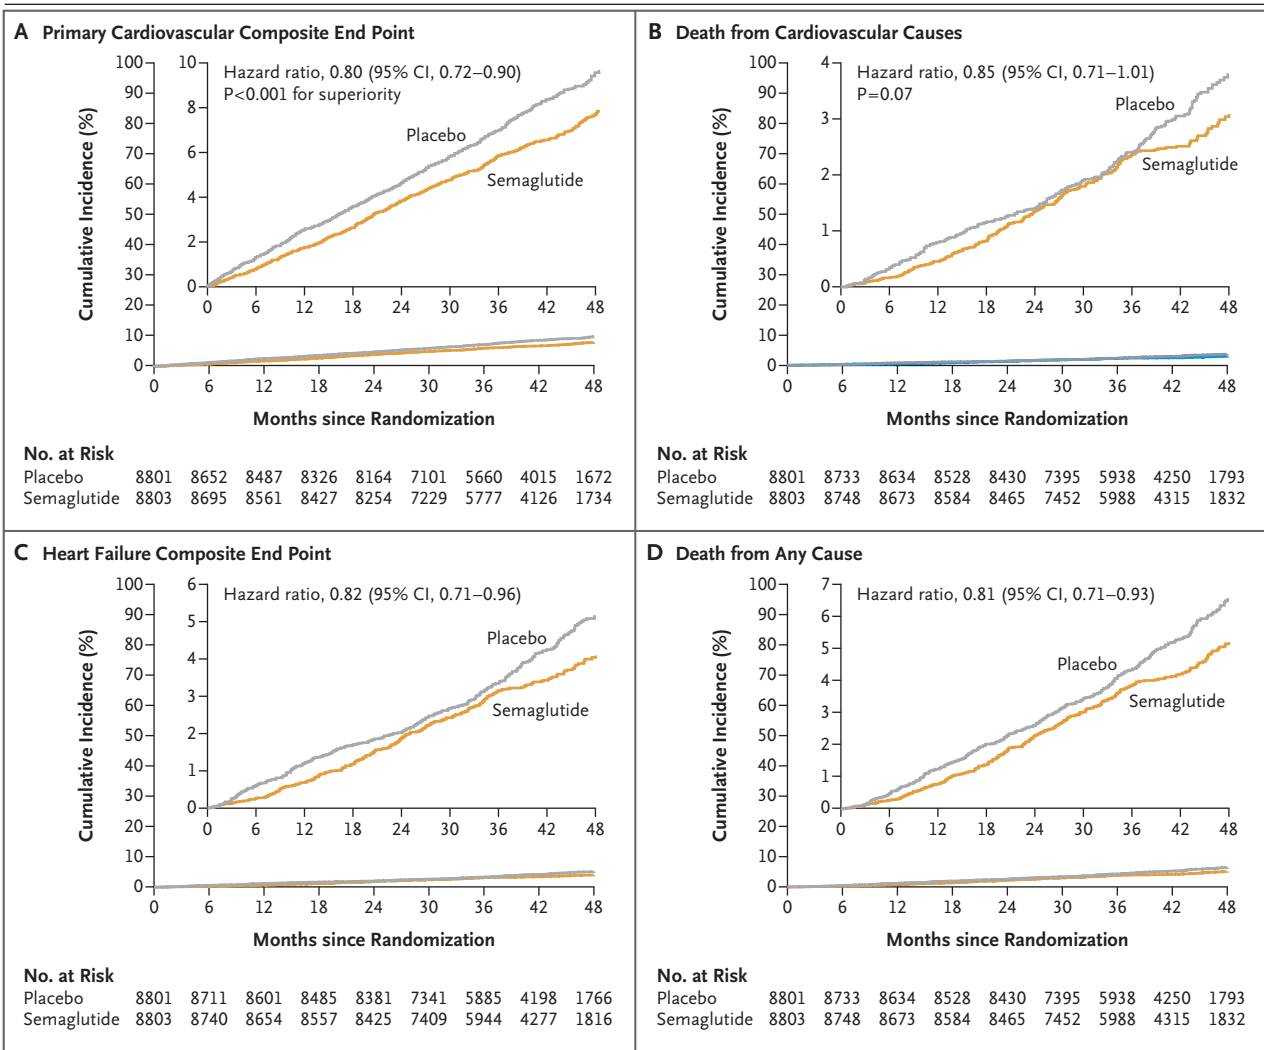 A Primary Cardiovascular Composite End Point
Cumulative Incidence (%)
100
90
80
70
60
50
40
30
20
10
0
10
8
6
4
2
0
Hazard ratio, 0.80 (95% CI, 0.72–0.90)
P<0.001 for superiority
Placebo
Semaglutide
0 6 12 18 24 30 36 42 48
0 6 12 18 24 30 36 42 48
Months since Randomization
No. at Risk
Placebo 8801 8652 8487 8326 8164 7101 5660 4015 1672
Semaglutide 8803 8695 8561 8427 8254 7229 5777 4126 1734
B Death from Cardiovascular Causes
Cumulative Incidence (%)
100
90
80
70
60
50
40
30
20
10
0
4
3
2
1
0
Hazard ratio, 0.85 (95% CI, 0.71–1.01)
P=0.07
Placebo
Semaglutide
0 6 12 18 24 30 36 42 48
0 6 12 18 24 30 36 42 48
Months since Randomization
No. at Risk
Placebo 8801 8733 8634 8528 8430 7395 5938 4250 1793
Semaglutide 8803 8748 8673 8584 8465 7452 5988 4315 1832
C Heart Failure Composite End Point
Cumulative Incidence (%)
100
90
80
70
60
50
40
30
20
10
0
6
5
4
3
2
1
0
Hazard ratio, 0.82 (95% CI, 0.71–0.96)
Placebo
Semaglutide
0 6 12 18 24 30 36 42 48
0 6 12 18 24 30 36 42 48
Months since Randomization
No. at Risk
Placebo 8801 8711 8601 8485 8381 7341 5885 4198 1766
Semaglutide 8803 8740 8654 8557 8425 7409 5944 4277 1816
D Death from Any Cause
Cumulative Incidence (%)
100
90
80
70
60
50
40
30
20
10
0
7
6
5
4
3
2
1
0
Hazard ratio, 0.81 (95% CI, 0.71–0.93)
Placebo
Semaglutide
0 6 12 18 24 30 36 42 48
0 6 12 18 24 30 36 42 48
Months since Randomization
No. at Risk
Placebo 8801 8733 8634 8528 8430 7395 5938 4250 1793
Semaglutide 8803 8748 8673 8584 8465 7452 5988 4315 1832